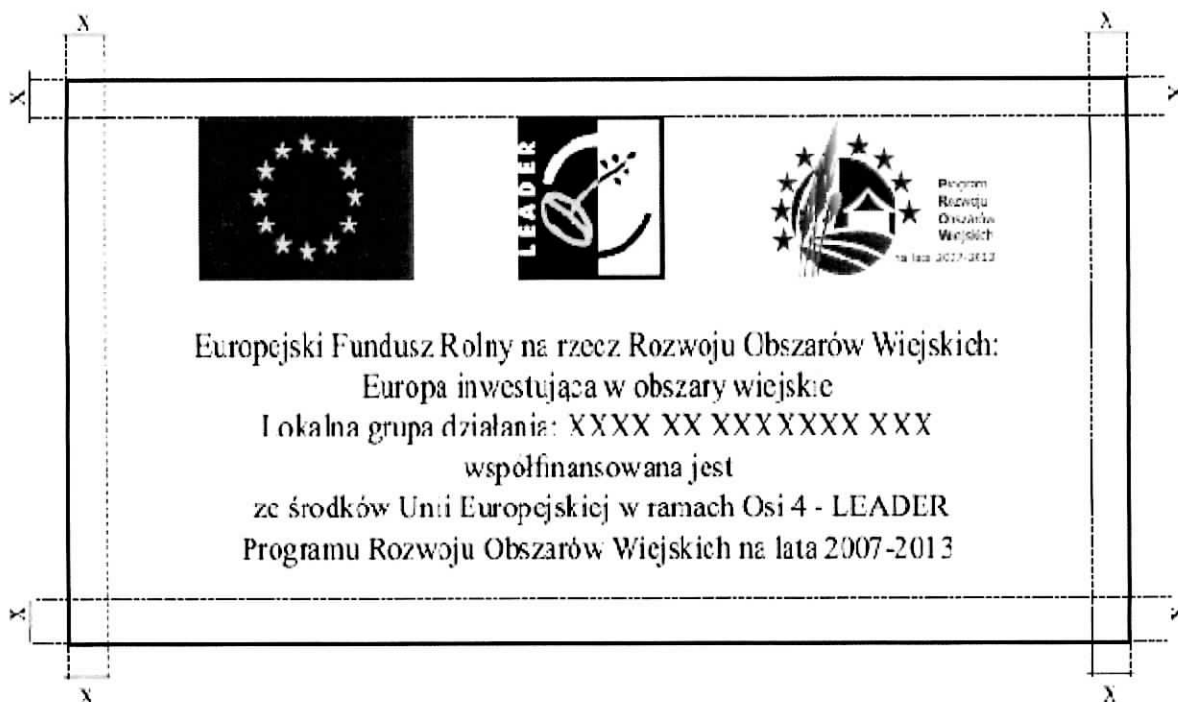 X X
X X
LEADER
Program
Rozwoju
Obszarów
Wiejskich
na lata 2007-2013
Europejski Fundusz Rolny na rzecz Rozwoju Obszarów Wiejskich:
Europa inwestująca w obszary wiejskie
Lokalna grupa działania: XXXX XX XXXXXXX XXX
współfinansowana jest
ze środków Unii Europejskiej w ramach Osi 4 - LEADER
Programu Rozwoju Obszarów Wiejskich na lata 2007-2013
X X
X X